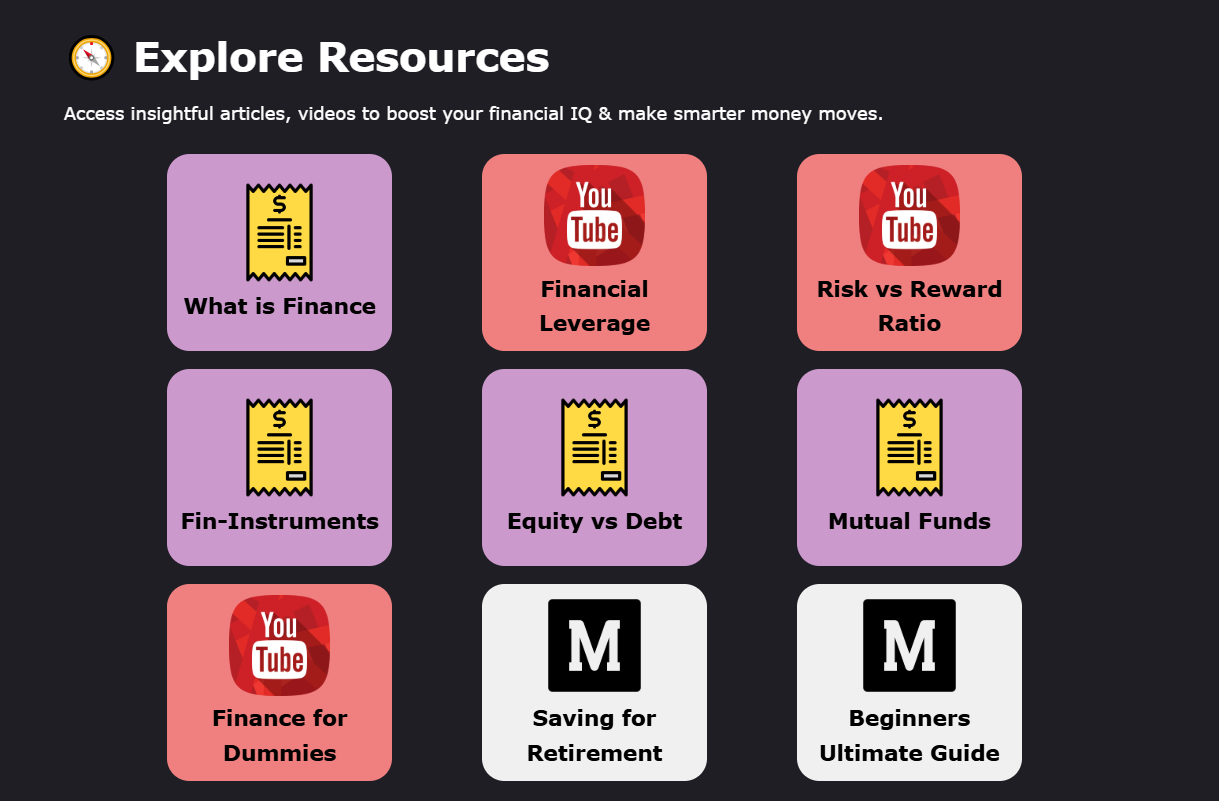 Explore Resources
Access insightful articles, videos to boost your financial IQ & make smarter money moves.
$
What is Finance
You
Tube
Financial
Leverage
You
Tube
Risk vs Reward
Ratio
$
Fin-Instruments
$
Equity vs Debt
$
Mutual Funds
You
Tube
Finance for
Dummies
M
Saving for
Retirement
M
Beginners
Ultimate Guide